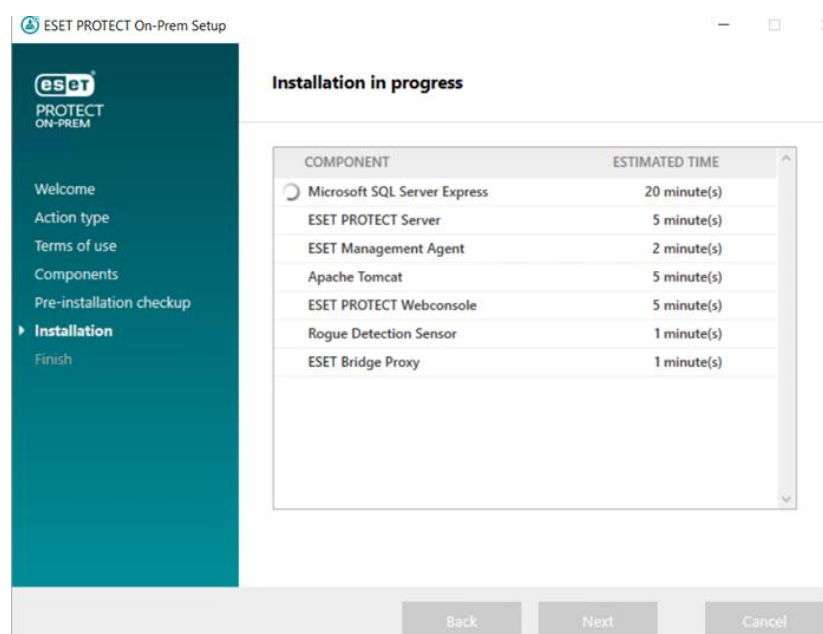 ESET PROTECT On-Prem Setup
eset
PROTECT
ON-PREM
Welcome
Action type
Terms of use
Components
Pre-installation checkup
Installation
Finish
Installation in progress
COMPONENT ESTIMATED TIME
Microsoft SQL Server Express 20 minute(s)
ESET PROTECT Server 5 minute(s)
ESET Management Agent 2 minute(s)
Apache Tomcat 5 minute(s)
ESET PROTECT Webconsole 5 minute(s)
Rogue Detection Sensor 1 minute(s)
ESET Bridge Proxy 1 minute(s)
Back Next Cancel